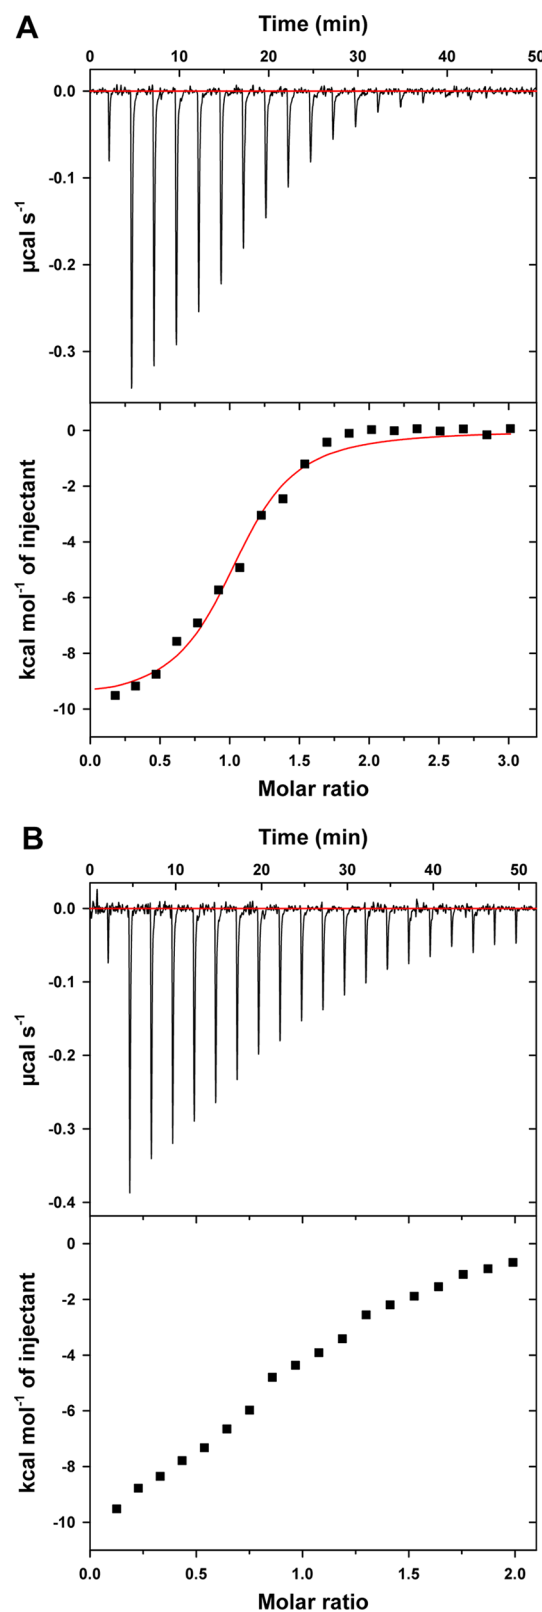 A
Time (min)
0 10 20 30 40 50
0.0
-0.1
-0.2
-0.3
µcal s⁻¹
0
-2
-4
-6
-8
-10
kcal mol⁻¹ of injectant
0.0 0.5 1.0 1.5 2.0 2.5 3.0
Molar ratio
B
Time (min)
0 10 20 30 40 50
0.0
-0.1
-0.2
-0.3
-0.4
µcal s⁻¹
0
-2
-4
-6
-8
-10
kcal mol⁻¹ of injectant
0.0 0.5 1.0 1.5 2.0
Molar ratio